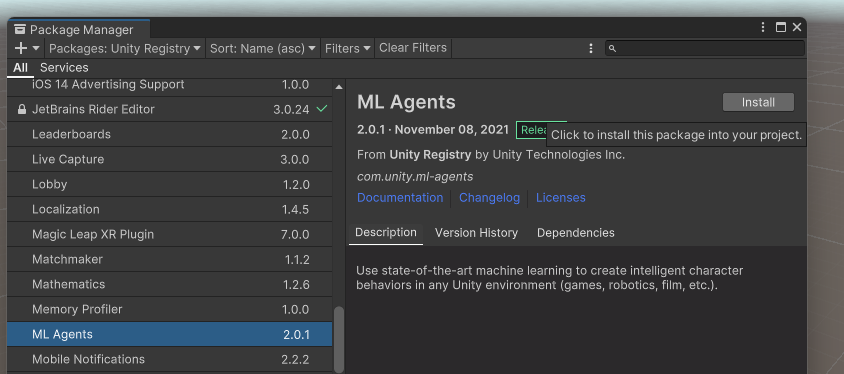 Package Manager
Packages: Unity Registry Sort: Name (asc) Filters Clear Filters
All Services
iOS 14 Advertising Support 1.0.0
JetBrains Rider Editor 3.0.24
Leaderboards 2.0.0
Live Capture 3.0.0
Lobby 1.2.0
Localization 1.4.5
Magic Leap XR Plugin 7.0.0
Matchmaker 1.1.2
Mathematics 1.2.6
Memory Profiler 1.0.0
ML Agents 2.0.1
Mobile Notifications 2.2.2
ML Agents
Install
2.0.1 · November 08, 2021
Click to install this package into your project.
From Unity Registry by Unity Technologies Inc.
com.unity.ml-agents
Documentation Changelog Licenses
Description Version History Dependencies
Use state-of-the-art machine learning to create intelligent character
behaviors in any Unity environment (games, robotics, film, etc.).